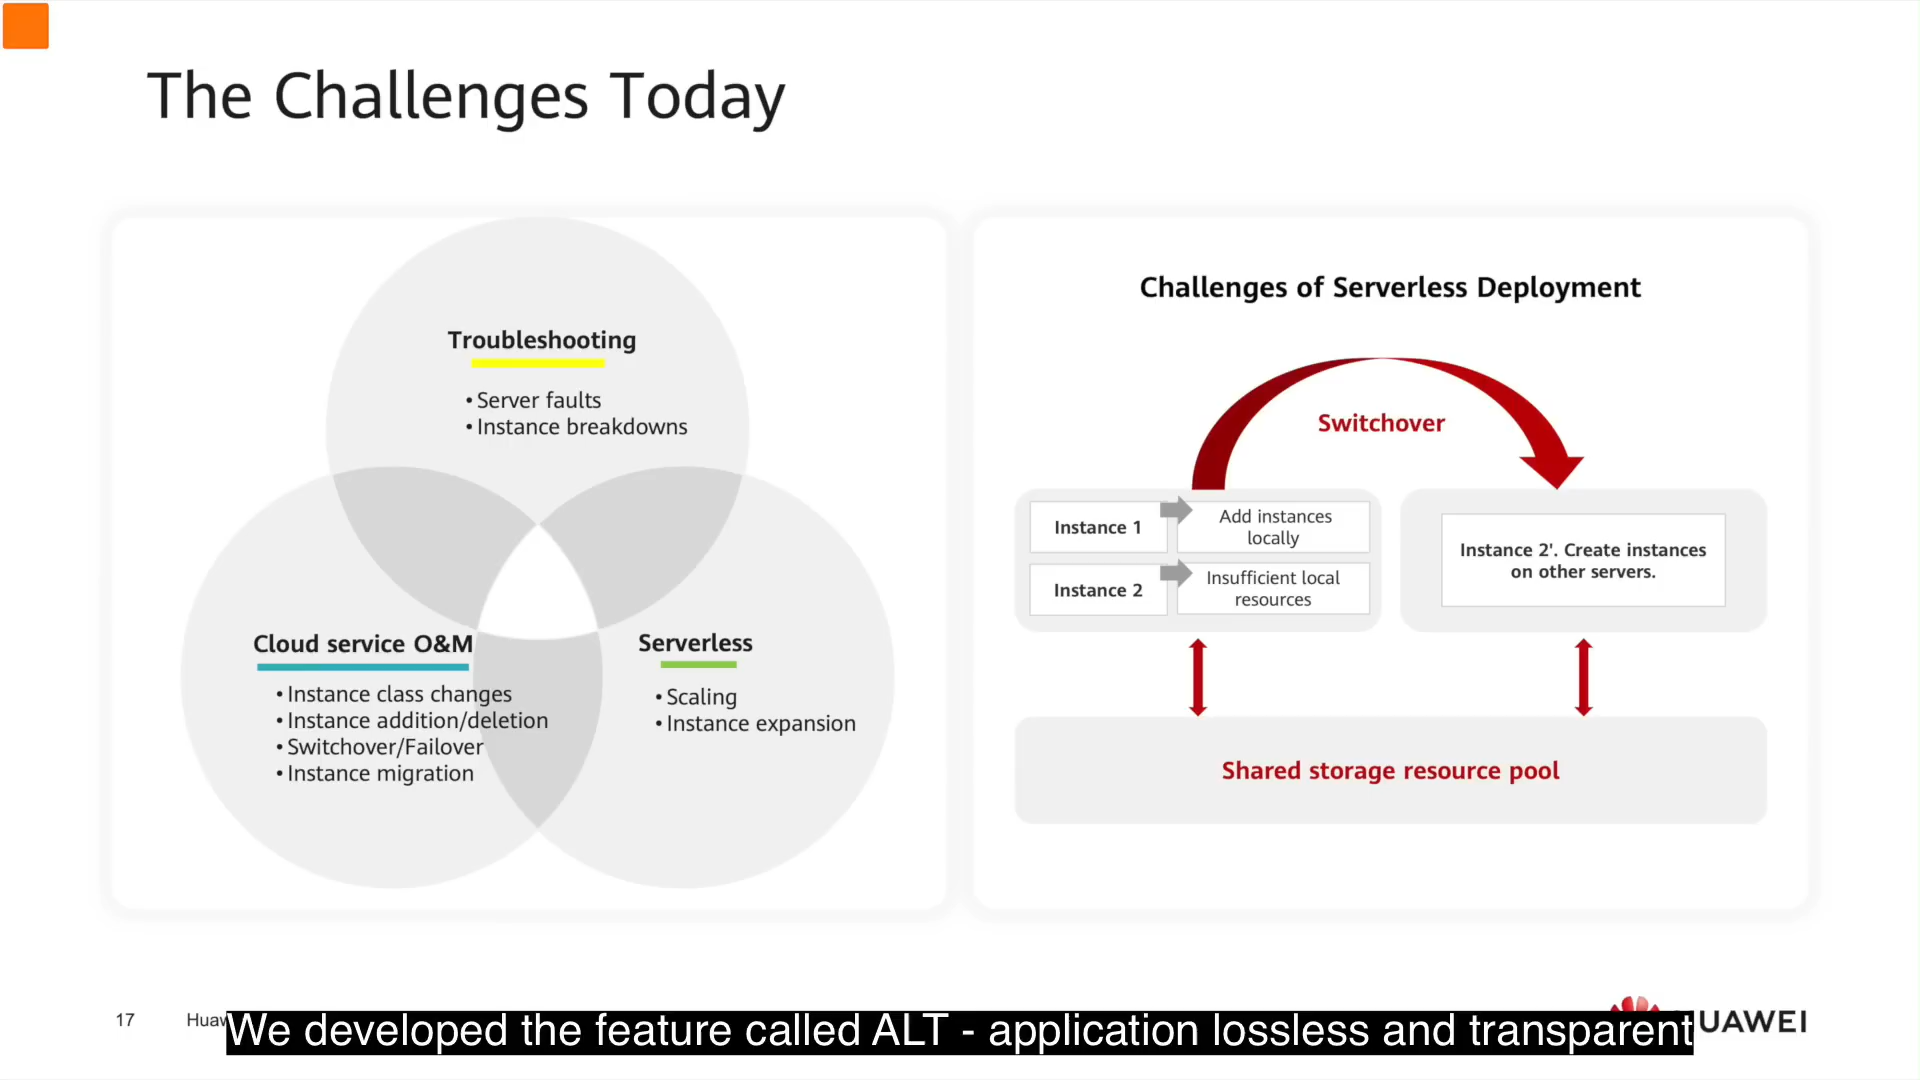 The Challenges Today
Troubleshooting
• Server faults
• Instance breakdowns
Cloud service O&M
• Instance class changes
• Instance addition/deletion
• Switchover/Failover
• Instance migration
Serverless
• Scaling
• Instance expansion
Challenges of Serverless Deployment
Switchover
Instance 1
Add instances
locally
Instance 2
Insufficient local
resources
Instance 2'. Create instances
on other servers.
Shared storage resource pool
17
We developed the feature called ALT - application lossless and transparent
HUAWEI